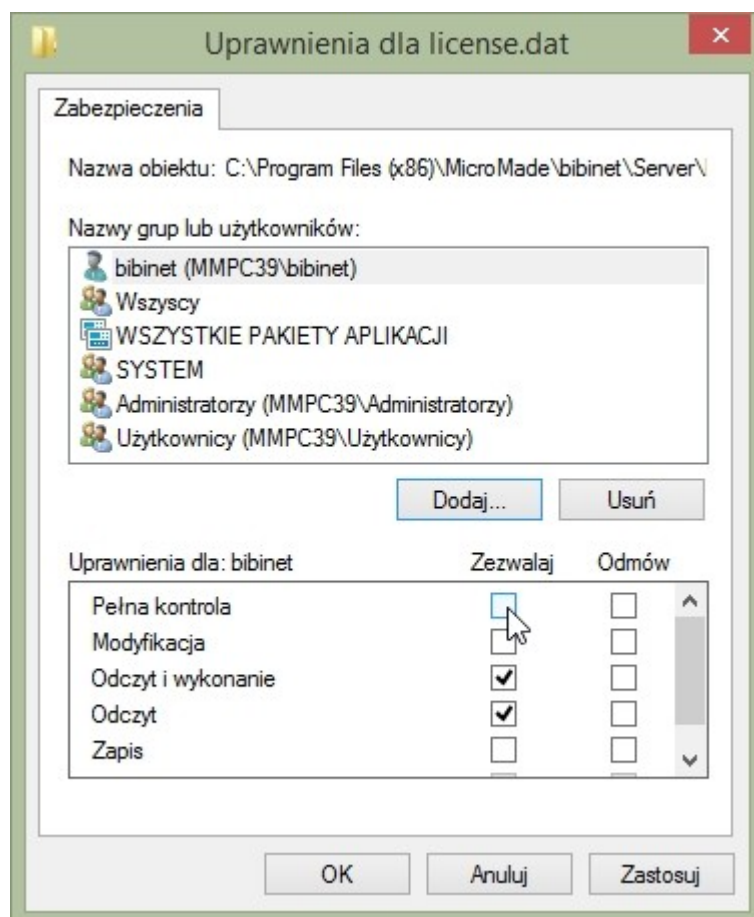 Uprawnienia dla license.dat
Zabezpieczenia
Nazwa obiektu: C:\Program Files (x86)\MicroMade\bibinet\Server\
Nazwy grup lub użytkowników:
bibinet (MMPC39\bibinet)
Wszyscy
WSZYSTKIE PAKIETY APLIKACJI
SYSTEM
Administratorzy (MMPC39\Administratorzy)
Użytkownicy (MMPC39\Użytkownicy)
Dodaj... Usuń
Uprawnienia dla: bibinet Zezwalaj Odmów
Pełna kontrola
Modyfikacja
Odczyt i wykonanie
Odczyt
Zapis
OK Anuluj Zastosuj